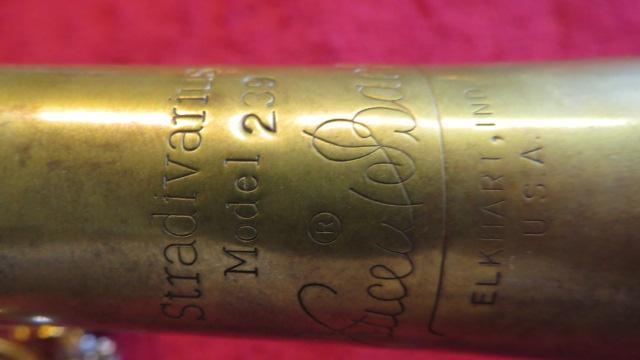 Stradivarius
Model 239
®
Vincent Bach
ELKHART, IND
U.S.A.